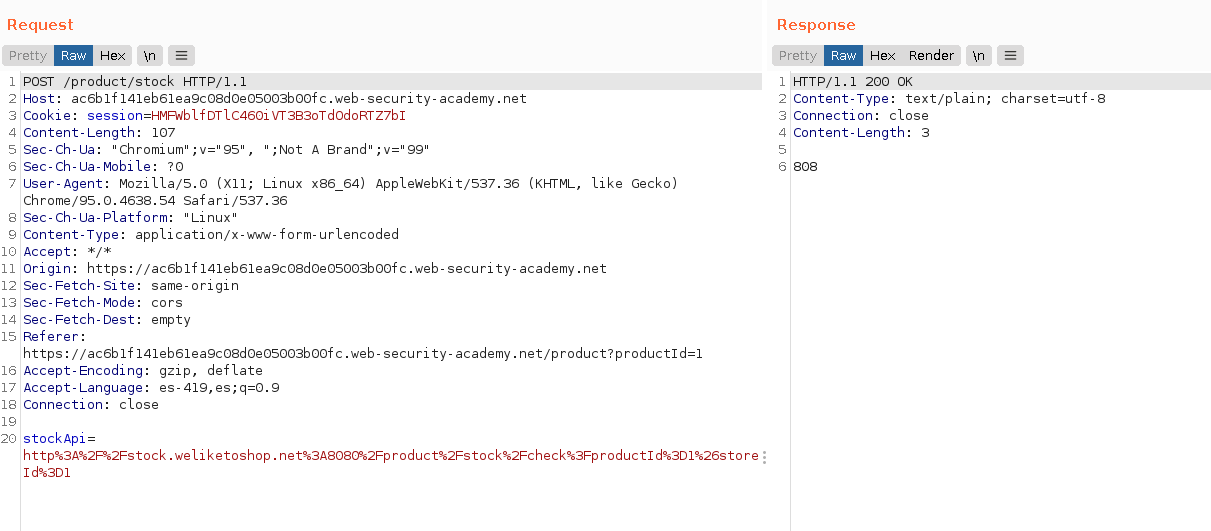 Request
Pretty Raw Hex \n
1 POST /product/stock HTTP/1.1
2 Host: ac6b1f141eb61ea9c08d0e05003b00fc.web-security-academy.net
3 Cookie: session=HMFWblfDTlC460iVT3B3oTdOdoRTZ7bI
4 Content-Length: 107
5 Sec-Ch-Ua: "Chromium";v="95", ";Not A Brand";v="99"
6 Sec-Ch-Ua-Mobile: ?0
7 User-Agent: Mozilla/5.0 (X11; Linux x86_64) AppleWebKit/537.36 (KHTML, like Gecko)
Chrome/95.0.4638.54 Safari/537.36
8 Sec-Ch-Ua-Platform: "Linux"
9 Content-Type: application/x-www-form-urlencoded
10 Accept: */*
11 Origin: https://ac6b1f141eb61ea9c08d0e05003b00fc.web-security-academy.net
12 Sec-Fetch-Site: same-origin
13 Sec-Fetch-Mode: cors
14 Sec-Fetch-Dest: empty
15 Referer:
https://ac6b1f141eb61ea9c08d0e05003b00fc.web-security-academy.net/product?productId=1
16 Accept-Encoding: gzip, deflate
17 Accept-Language: es-419,es;q=0.9
18 Connection: close
19
20 stockApi=
http%3A%2F%2Fstock.weliketoshop.net%3A8080%2Fproduct%2Fstock%2Fcheck%3FproductId%3D1%26store
Id%3D1
Response
Pretty Raw Hex Render \n
1 HTTP/1.1 200 OK
2 Content-Type: text/plain; charset=utf-8
3 Connection: close
4 Content-Length: 3
5
6 808